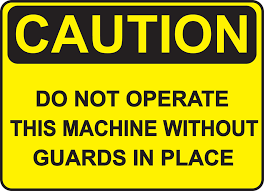 CAUTION
DO NOT OPERATE
THIS MACHINE WITHOUT
GUARDS IN PLACE